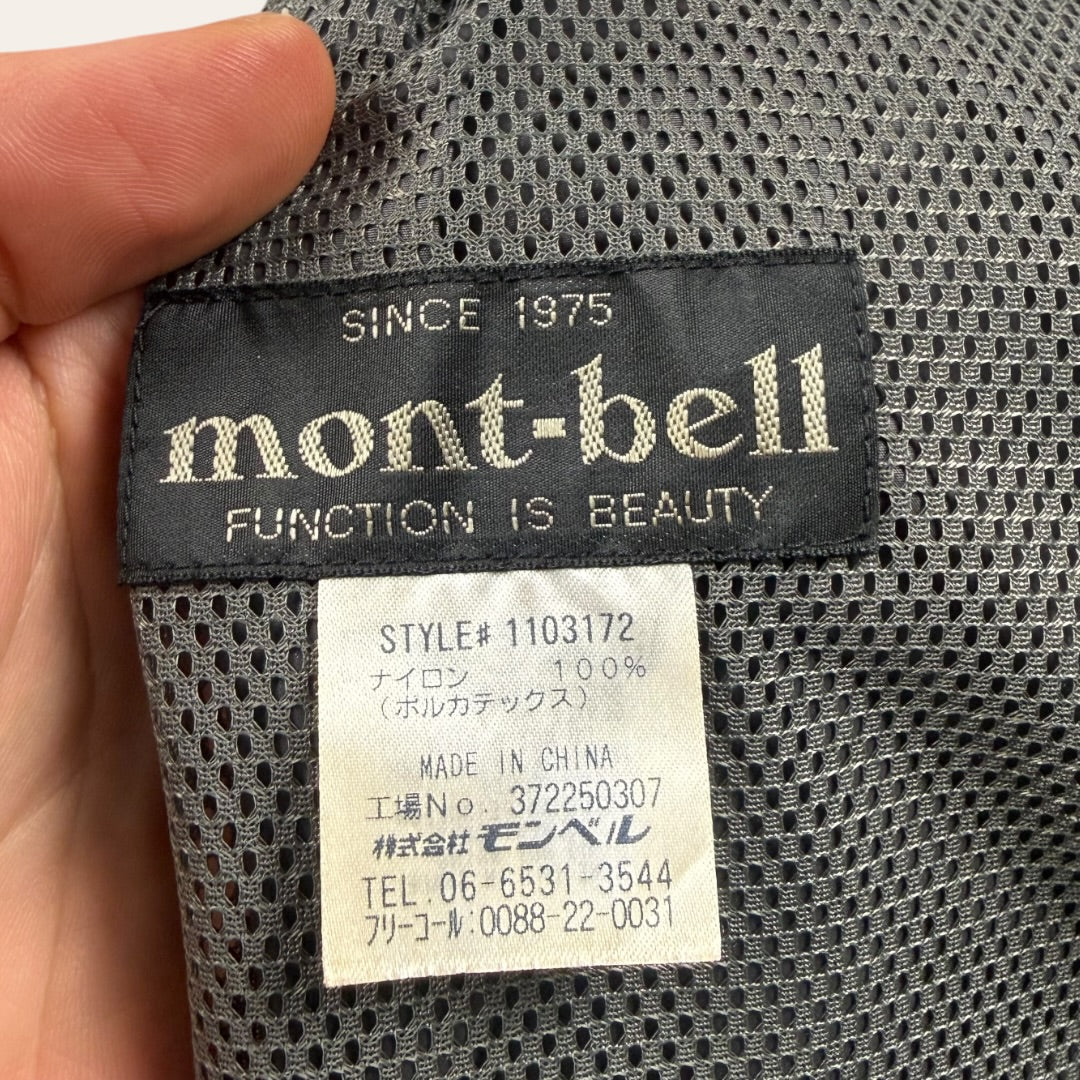 SINCE 1975
mont-bell
FUNCTION IS BEAUTY
STYLE# 1103172
ナイロン 100%
（ポルカテックス）
MADE IN CHINA
工場No. 372250307
株式会社モンベル
TEL.06-6531-3544
フリーコール:0088-22-0031